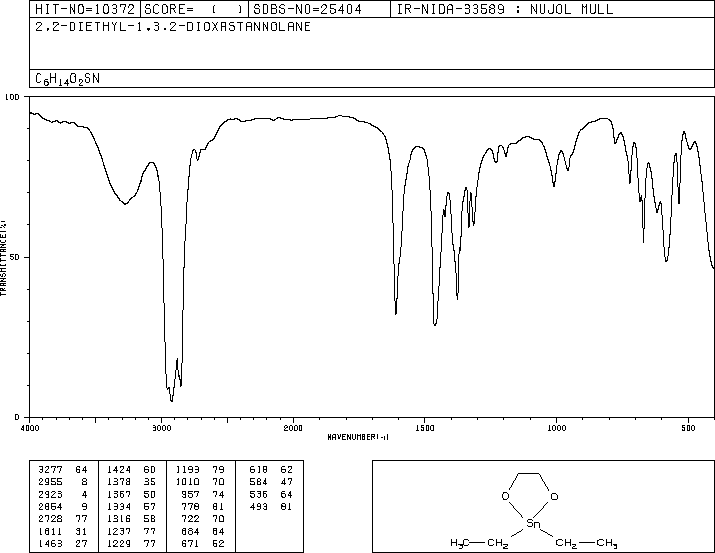 HIT-NO=10372 SCORE= ( ) SDBS-NO=25404 IR-NIDA-33589 : NUJOL MULL
2.2-DIETHYL-1.3.2-DIOXASTANNOLANE
C6H14O2SN
100
50
0
TRANSMITTANCE(%)
4000 3000 2000 1500 1000 500
WAVENUMBER(-1)
3277 64 1424 60 1193 79 618 62
2955 8 1378 35 1010 70 584 47
2923 4 1367 50 957 74 536 64
2854 9 1334 57 778 81 493 81
2728 77 1316 58 722 70
1611 31 1237 77 684 64
1463 27 1229 77 671 52
O O
Sn
H3C CH2 CH2 CH3